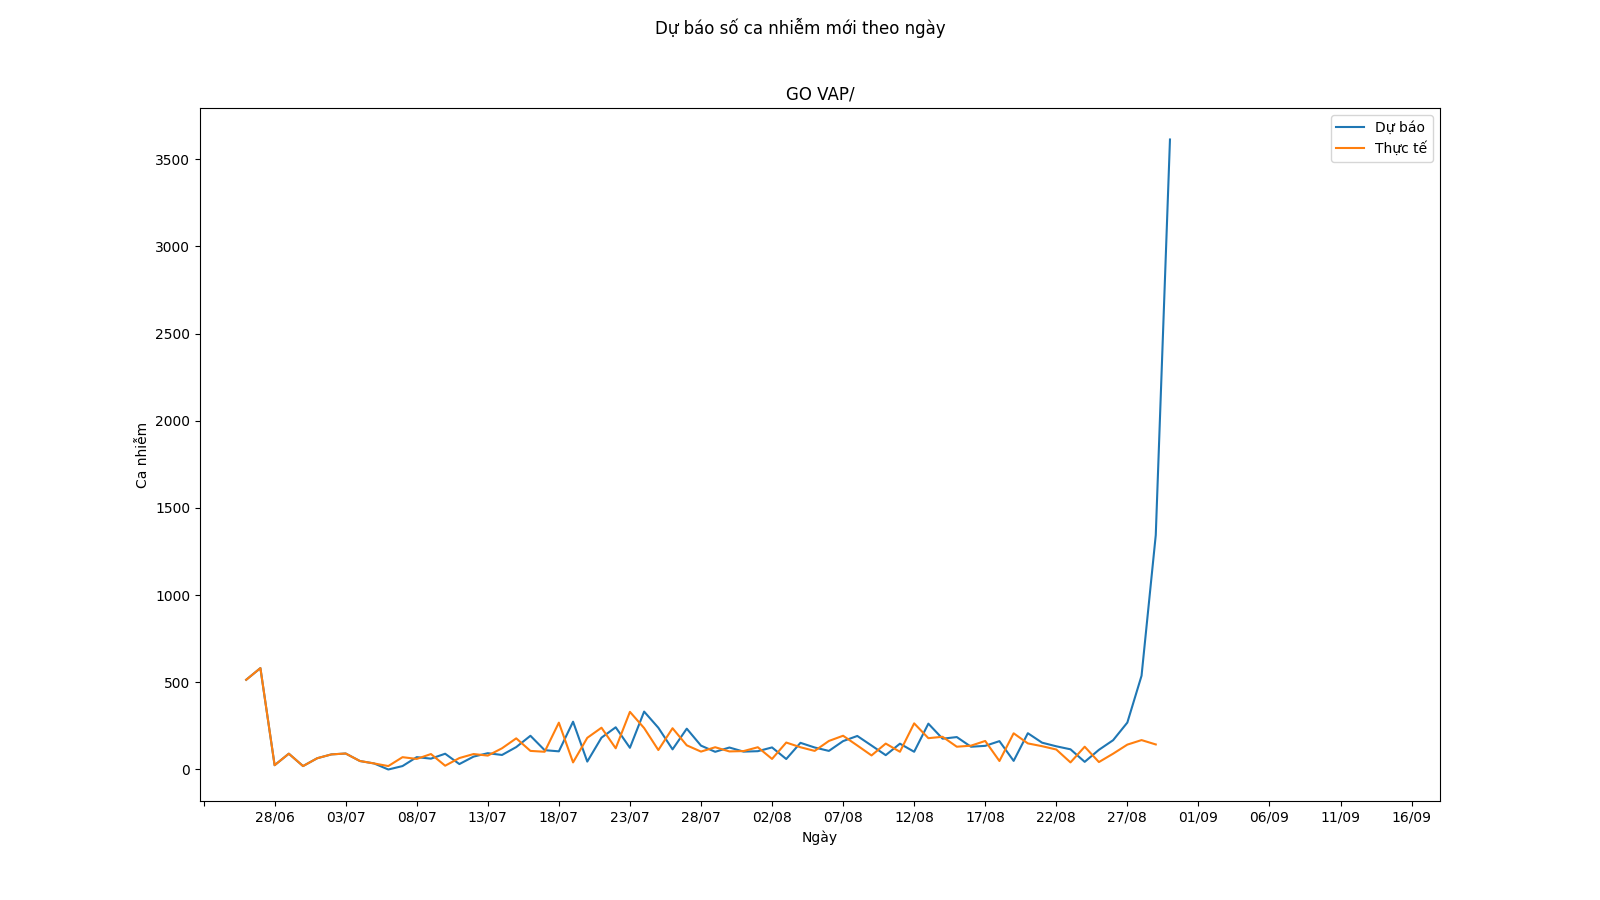 Dự báo số ca nhiễm mới theo ngày
GO VAP/
Dự báo
Thực tế
3500
3000
2500
2000
1500
1000
500
0
Ca nhiễm
28/06 03/07 08/07 13/07 18/07 23/07 28/07 02/08 07/08 12/08 17/08 22/08 27/08 01/09 06/09 11/09 16/09
Ngày